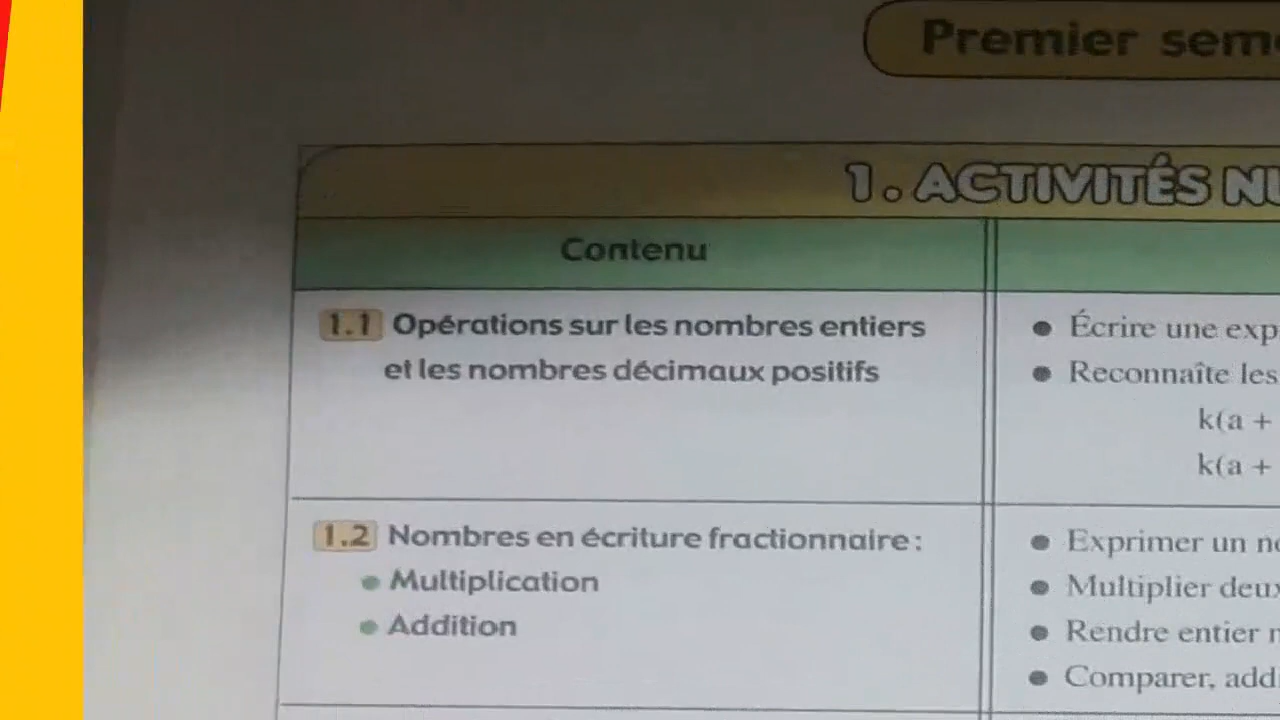 Premier
1. ACTIVITÉS
Contenu
1.1 Opérations sur les nombres entiers
et les nombres décimaux positifs
● Écrire une
● Reconnaîte les
k(a +
k(a +
1.2 Nombres en écriture fractionnaire :
● Multiplication
● Addition
● Exprimer un
● Multiplier
● Rendre entier
● Comparer,